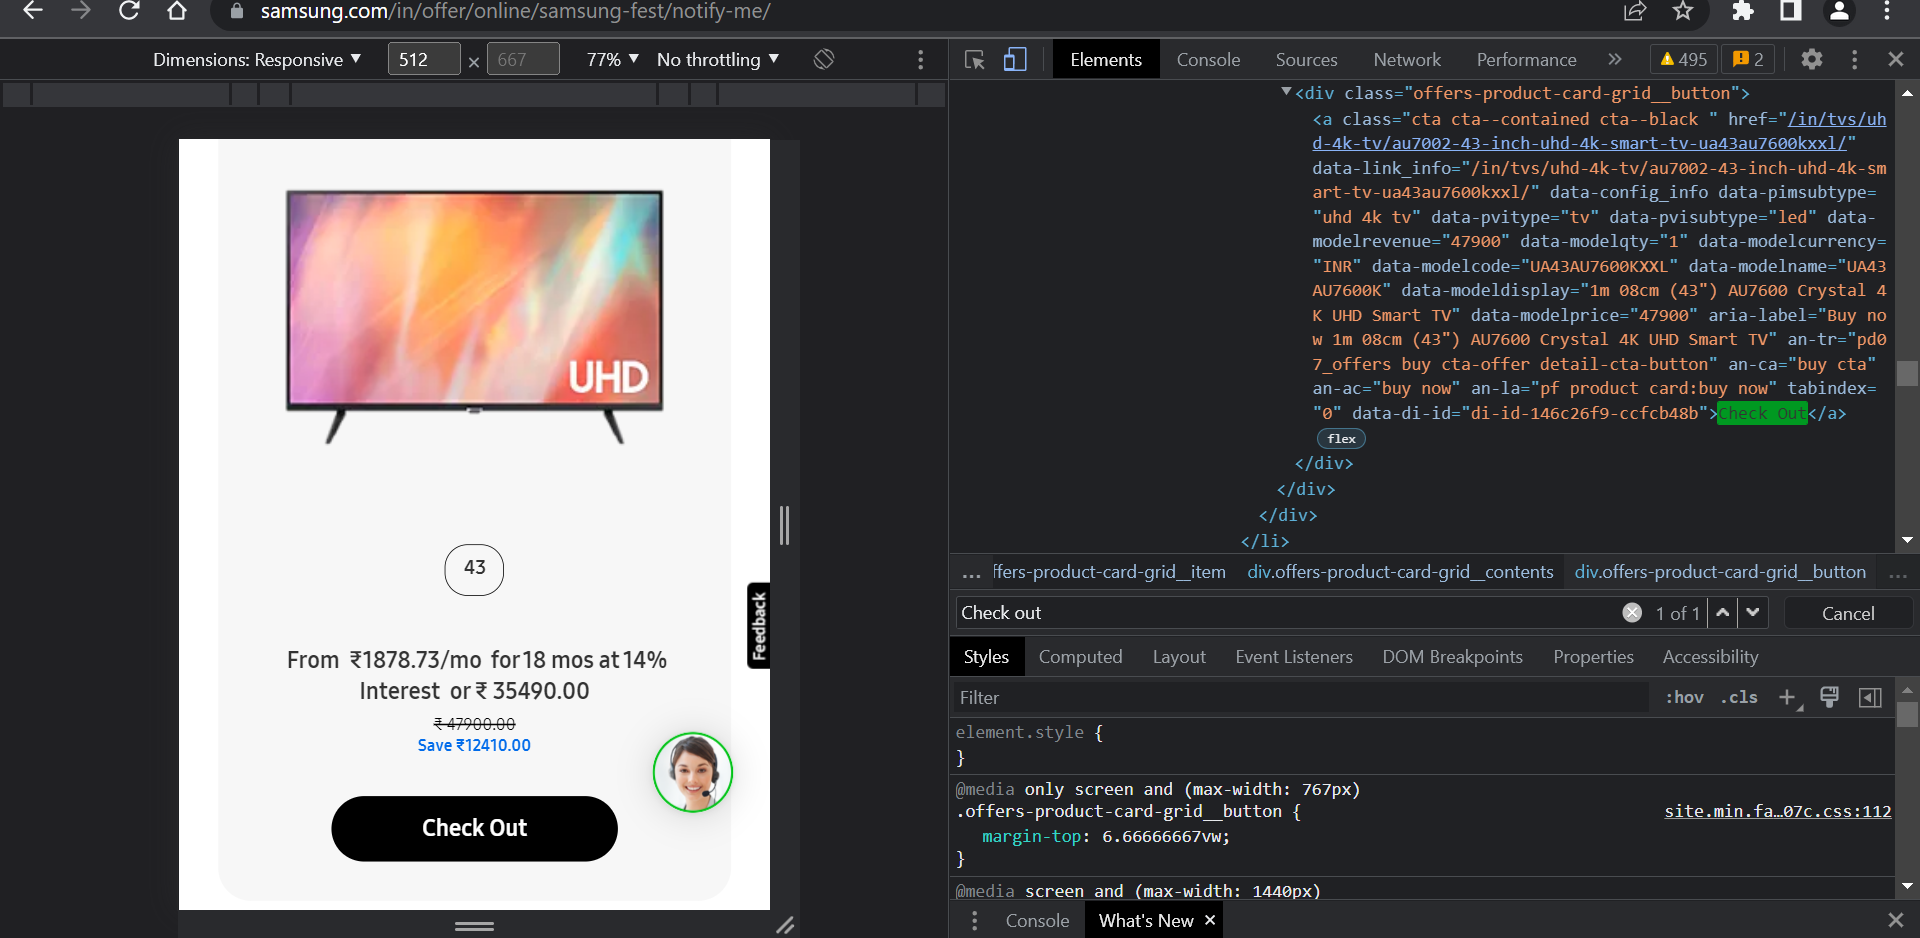 samsung.com/in/offer/online/samsung-fest/notify-me/
Dimensions: Responsive ▼ 512 × 667 77% ▼ No throttling ▼
UHD
43
From ₹1878.73/mo for 18 mos at 14%
Interest or ₹ 35490.00
₹ 47900.00
Save ₹12410.00
Check Out
Feedback
Elements Console Sources Network Performance » 495 2
<div class="offers-product-card-grid__button">
<a class="cta cta--contained cta--black " href="/in/tvs/uh
d-4k-tv/au7002-43-inch-uhd-4k-smart-tv-ua43au7600kxxl/"
data-link_info="/in/tvs/uhd-4k-tv/au7002-43-inch-uhd-4k-sm
art-tv-ua43au7600kxxl/" data-config_info data-pimsubtype=
"uhd 4k tv" data-pvitype="tv" data-pvisubtype="led" data-
modelrevenue="47900" data-modelqty="1" data-modelcurrency=
"INR" data-modelcode="UA43AU7600KXXL" data-modelname="UA43
AU7600K" data-modeldisplay="1m 08cm (43") AU7600 Crystal 4
K UHD Smart TV" data-modelprice="47900" aria-label="Buy no
w 1m 08cm (43") AU7600 Crystal 4K UHD Smart TV" an-tr="pd0
7_offers buy cta-offer detail-cta-button" an-ca="buy cta"
an-ac="buy now" an-la="pf product card:buy now" tabindex=
"0" data-di-id="di-id-146c26f9-ccfcb48b">Check Out</a>
flex
</div>
</div>
</div>
</li>
... ffers-product-card-grid__item div.offers-product-card-grid__contents div.offers-product-card-grid__button ...
Check out 1 of 1 Cancel
Styles Computed Layout Event Listeners DOM Breakpoints Properties Accessibility
Filter :hov .cls +
element.style {
}
@media only screen and (max-width: 767px)
.offers-product-card-grid__button { site.min.fa…07c.css:112
margin-top: 6.66666667vw;
}
@media screen and (max-width: 1440px)
Console What's New ×